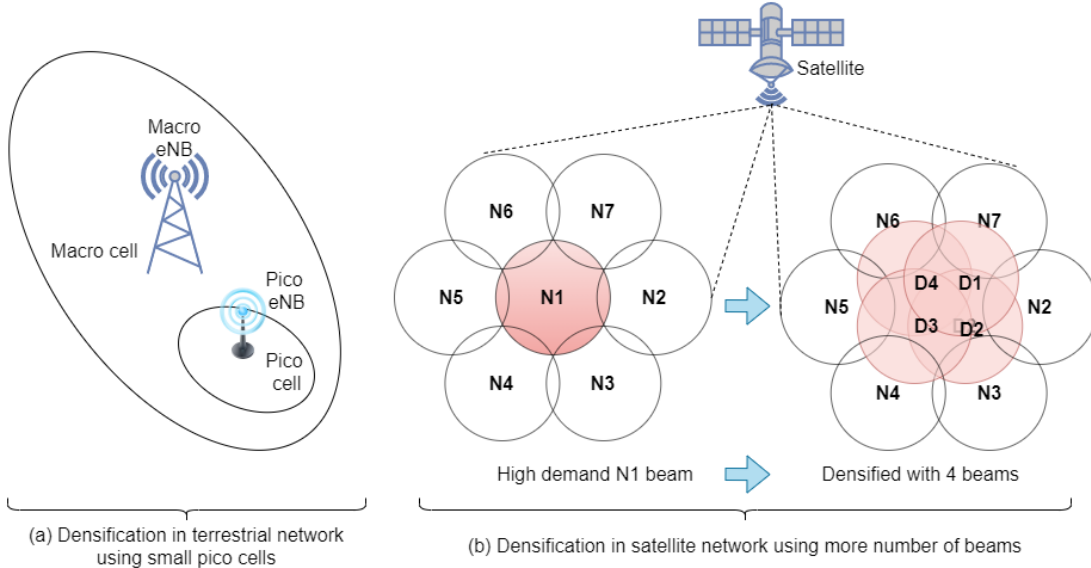 Satellite
Macro
eNB
Macro cell
Pico
eNB
Pico
cell
N6
N7
N5
N1
N2
N4
N3
N6
N7
D4
D1
N5
N2
D3
D2
N4
N3
High demand N1 beam
Densified with 4 beams
(a) Densification in terrestrial network
using small pico cells
(b) Densification in satellite network using more number of beams